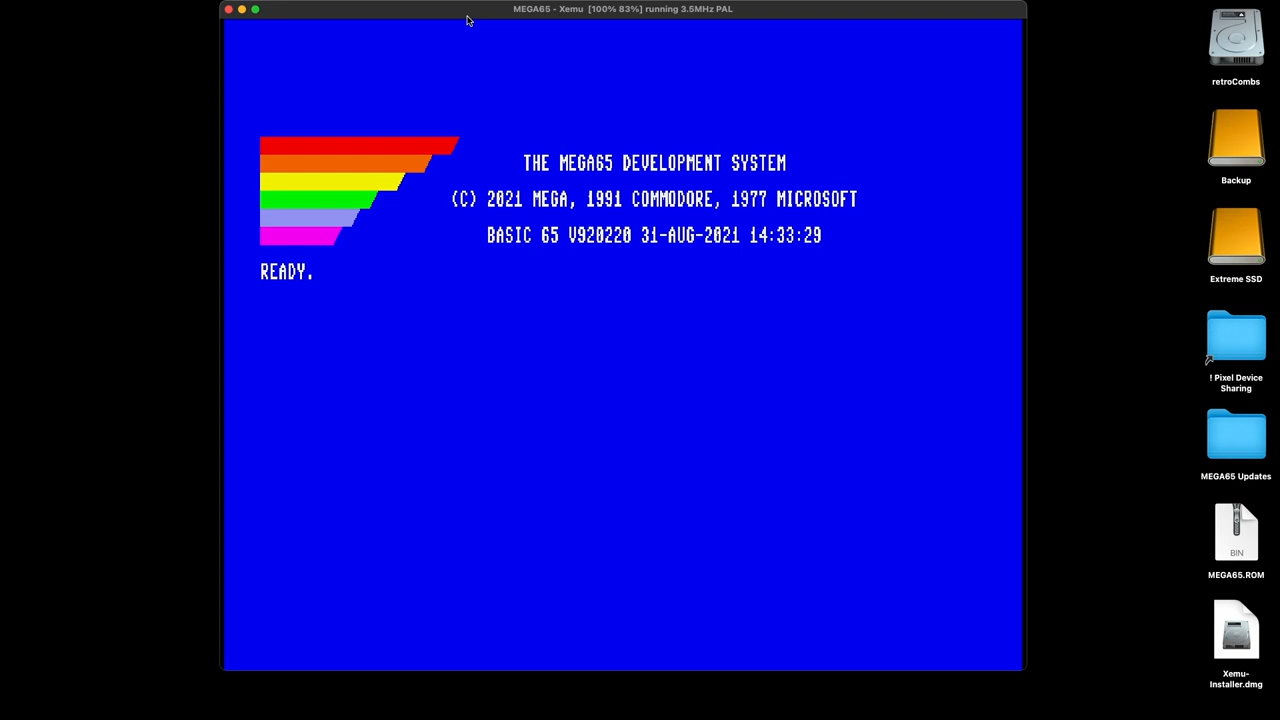 MEGA65 - Xemu [100% 83%] running 3.5MHz PAL
THE MEGA65 DEVELOPMENT SYSTEM
(C) 2021 MEGA, 1991 COMMODORE, 1977 MICROSOFT
BASIC 65 V920220 31-AUG-2021 14:33:29
READY.
retroCombs
Backup
Extreme SSD
! Pixel Device
Sharing
MEGA65 Updates
BIN
MEGA65.ROM
Xemu-
Installer.dmg